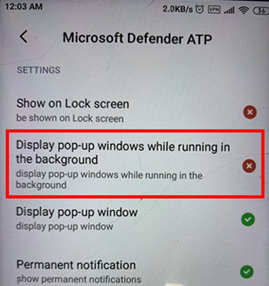 12:03 AM 2.0KB/s VPN 36
Microsoft Defender ATP
SETTINGS
Show on Lock screen
be shown on Lock screen
Display pop-up windows while running in
the background
display pop-up windows while running in the
background
Display pop-up window
display pop-up window
Permanent notification
show permanent notifications